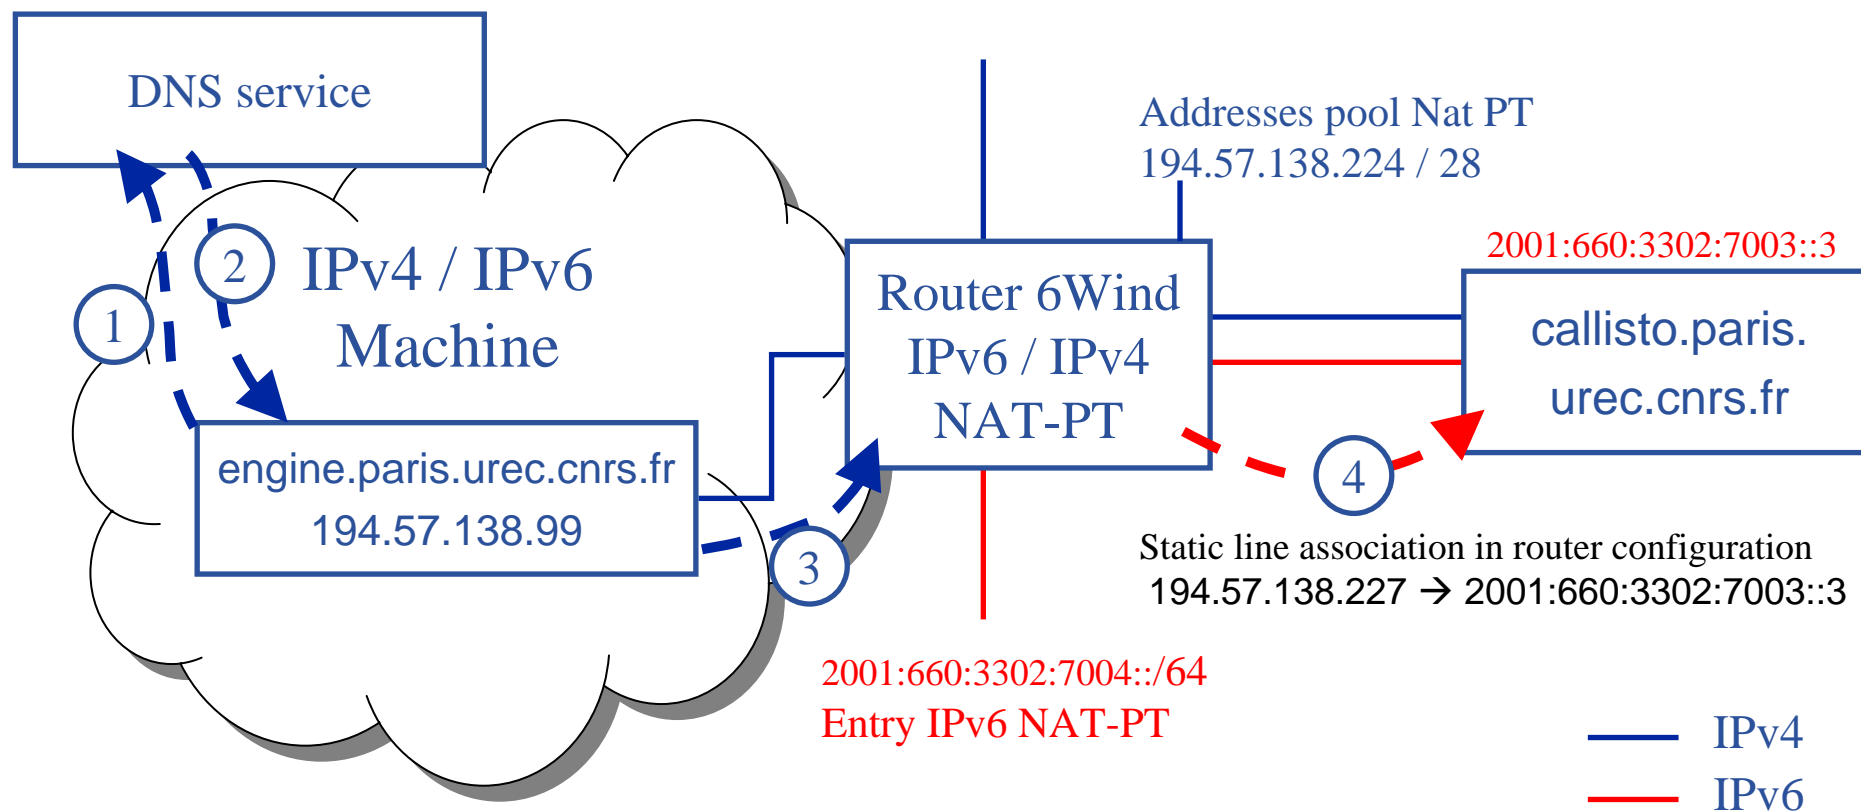 DNS service
1
2
IPv4 / IPv6
Machine
engine.paris.urec.cnrs.fr
194.57.138.99
3
Addresses pool Nat PT
194.57.138.224 / 28
Router 6Wind
IPv6 / IPv4
NAT-PT
2001:660:3302:7003::3
callisto.paris.
urec.cnrs.fr
4
Static line association in router configuration
194.57.138.227 → 2001:660:3302:7003::3
2001:660:3302:7004::/64
Entry IPv6 NAT-PT
IPv4
IPv6